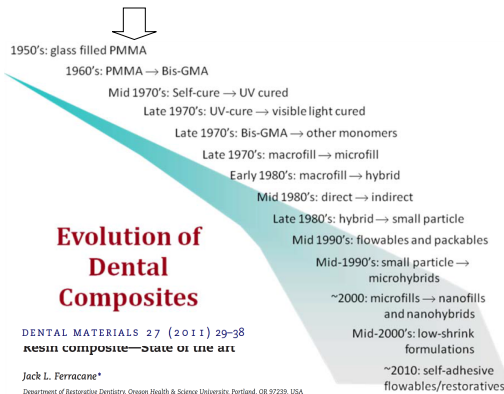 1950's: glass filled PMMA
1960's: PMMA → Bis-GMA
Mid 1970's: Self-cure → UV cured
Late 1970's: UV-cure → visible light cured
Late 1970's: Bis-GMA → other monomers
Late 1970's: macrofill → microfill
Early 1980's: macrofill → hybrid
Mid 1980's: direct → indirect
Late 1980's: hybrid → small particle
Mid 1990's: flowables and packables
Mid-1990's: small particle →
microhybrids
~2000: microfills → nanofills
and nanohybrids
Mid-2000's: low-shrink
formulations
~2010: self-adhesive
flowables/restoratives
Evolution of
Dental
Composites
DENTAL MATERIALS 27 (2011) 29–38
Resin composite—State of the art
Jack L. Ferracane*
Department of Restorative Dentistry, Oregon Health & Science University, Portland, OR 97239, USA